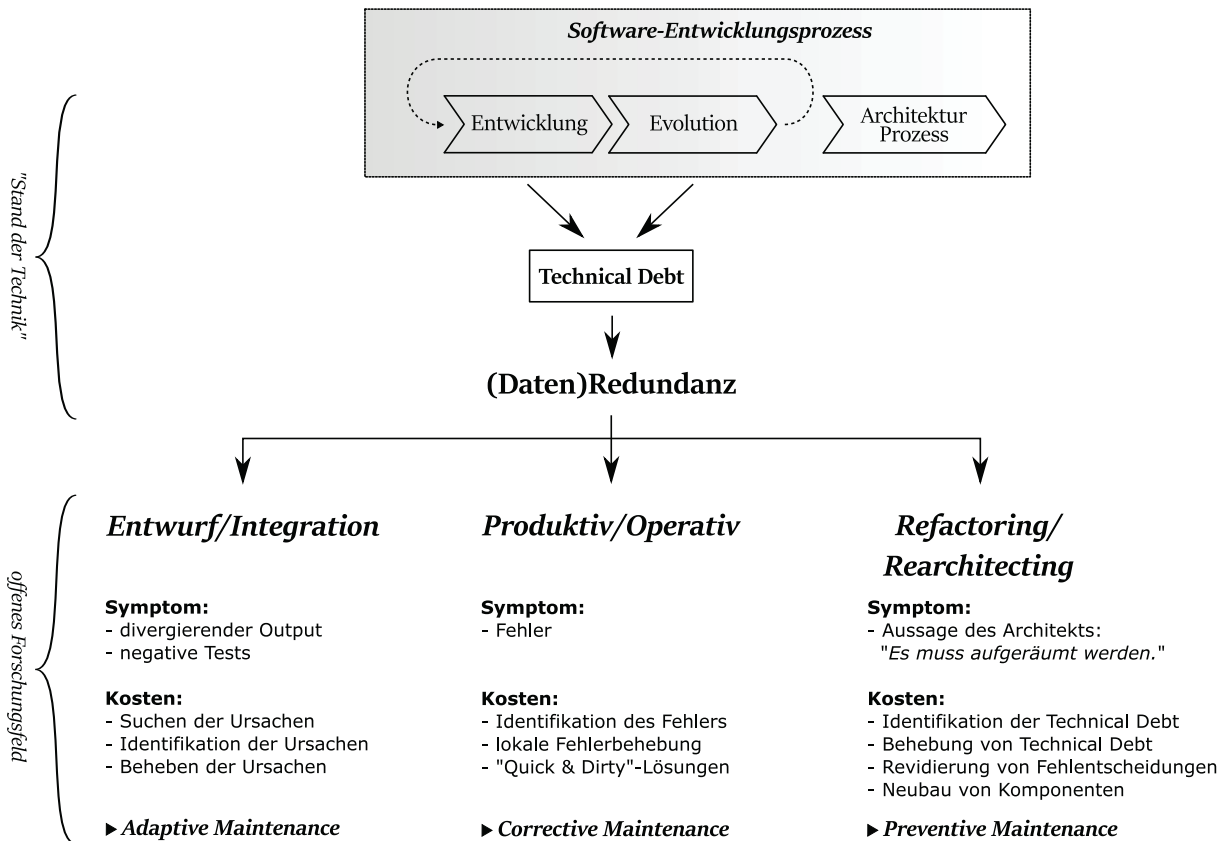 Software-Entwicklungsprozess
Entwicklung
Evolution
Architektur
Prozess
"Stand der Technik"
Technical Debt
(Daten)Redundanz
offenes Forschungsfeld
Entwurf/Integration
Symptom:
- divergierender Output
- negative Tests
Kosten:
- Suchen der Ursachen
- Identifikation der Ursachen
- Beheben der Ursachen
▶ Adaptive Maintenance
Produktiv/Operativ
Symptom:
- Fehler
Kosten:
- Identifikation des Fehlers
- lokale Fehlerbehebung
- "Quick & Dirty"-Lösungen
▶ Corrective Maintenance
Refactoring/
Rearchitecting
Symptom:
- Aussage des Architekts:
"Es muss aufgeräumt werden."
Kosten:
- Identifikation der Technical Debt
- Behebung von Technical Debt
- Revidierung von Fehlentscheidungen
- Neubau von Komponenten
▶ Preventive Maintenance